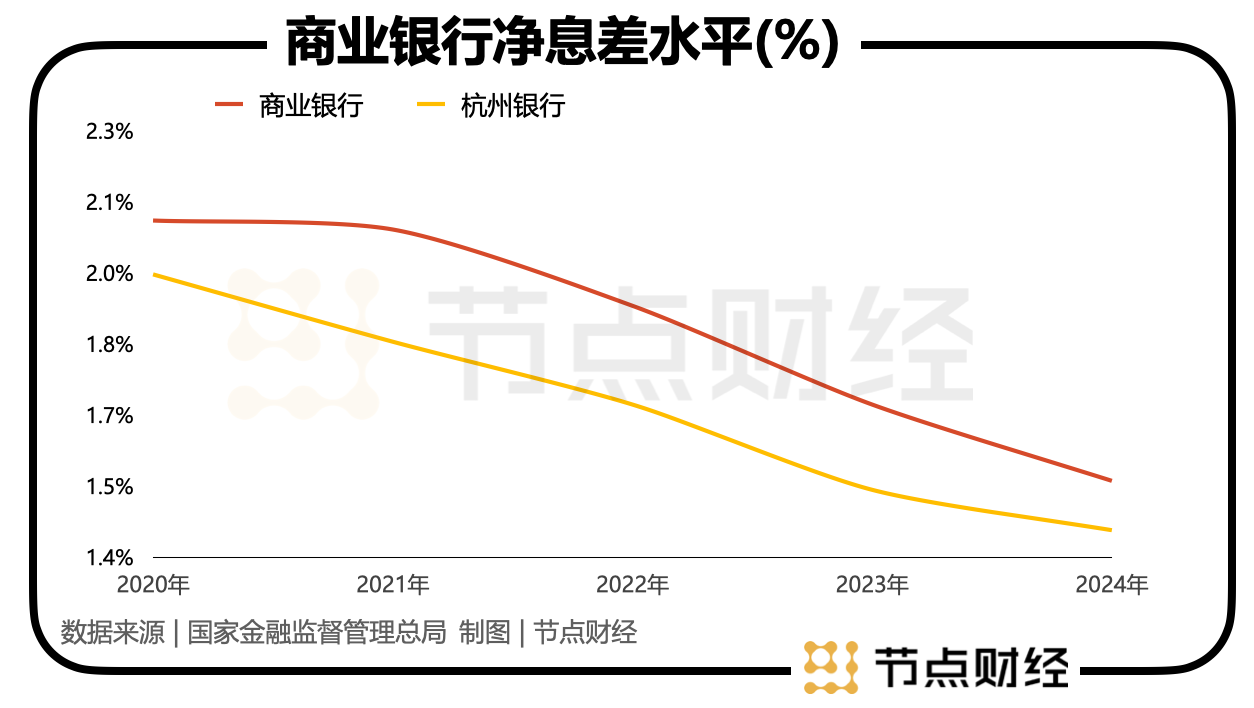 商业银行净息差水平(%)
商业银行 杭州银行
2.3%
2.1%
2.0%
1.8%
1.7%
1.5%
1.4%
2020年 2021年 2022年 2023年 2024年
节点财经
数据来源 | 国家金融监督管理总局 制图 | 节点财经
节点财经